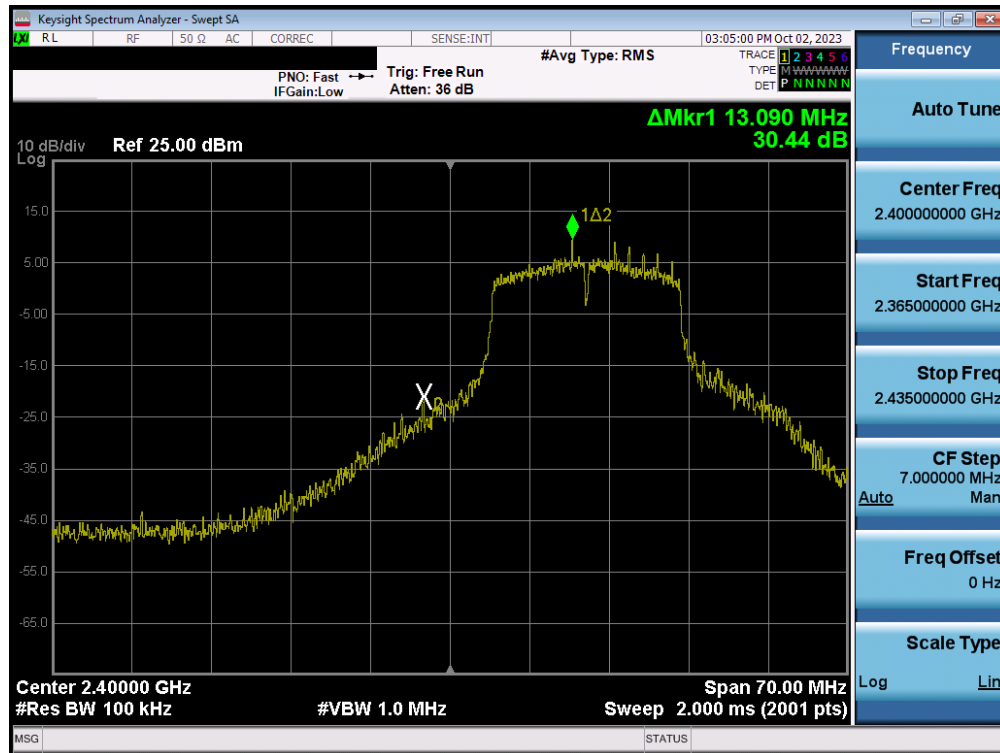 Keysight Spectrum Analyzer - Swept SA
LXI RL RF 50 Ω AC CORREC SENSE:INT 03:05:00 PM Oct 02, 2023
PNO: Fast
IFGain:Low
Trig: Free Run
Atten: 36 dB
#Avg Type: RMS
TRACE 1 2 3 4 5 6
TYPE M WWWWW
DET P N N N N N
ΔMkr1 13.090 MHz
30.44 dB
10 dB/div
Log
Ref 25.00 dBm
15.0
5.00
-5.00
-15.0
-25.0
-35.0
-45.0
-55.0
-65.0
1Δ2
X
Center 2.40000 GHz
Span 70.00 MHz
#Res BW 100 kHz
#VBW 1.0 MHz
Sweep 2.000 ms (2001 pts)
MSG
STATUS
Frequency
Auto Tune
Center Freq
2.400000000 GHz
Start Freq
2.365000000 GHz
Stop Freq
2.435000000 GHz
CF Step
7.000000 MHz
Auto Man
Freq Offset
0 Hz
Scale Type
Log Lin